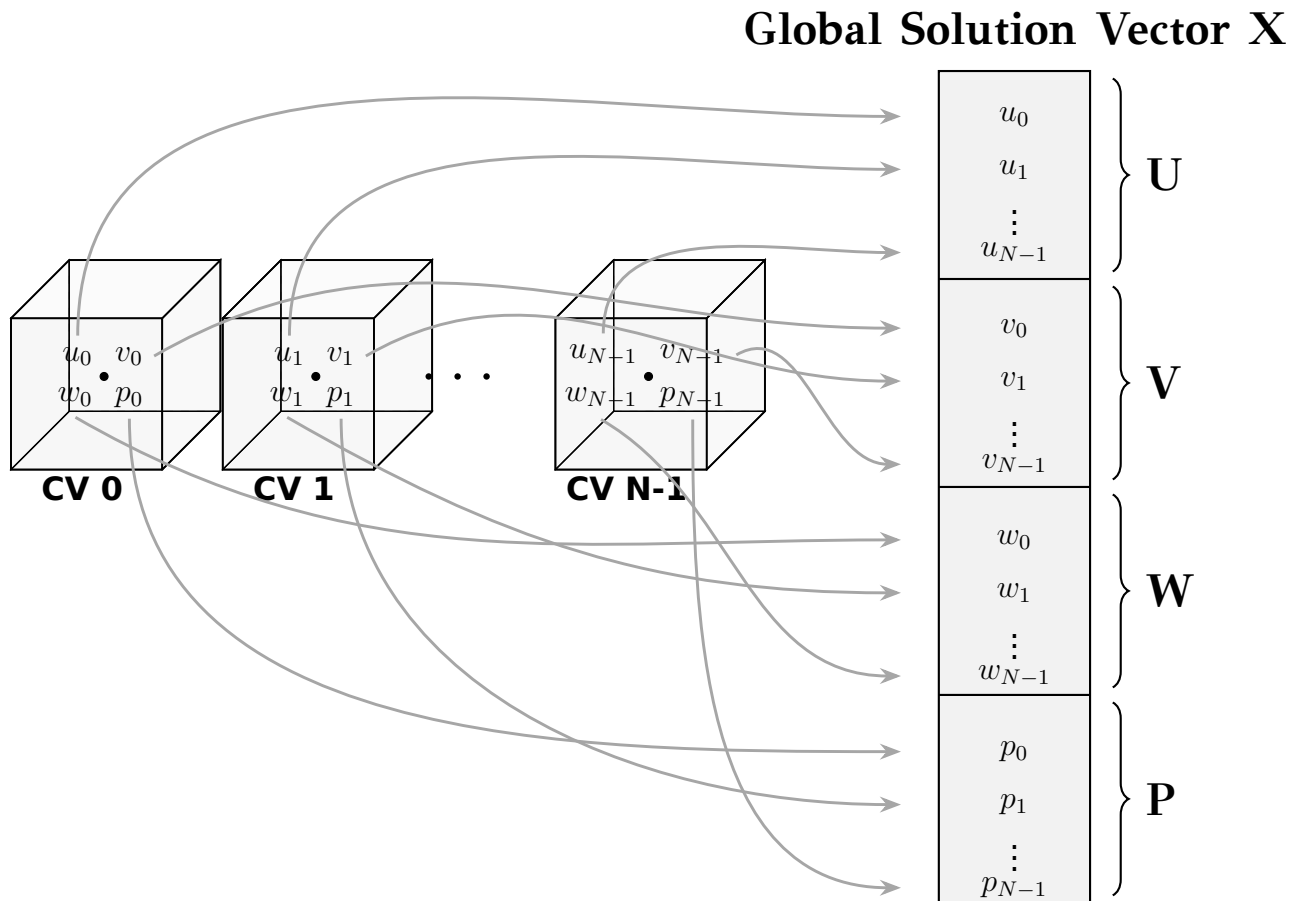 Global Solution Vector X
u_0
u_1
⋮
u_{N−1}
U
v_0
v_1
⋮
v_{N−1}
V
w_0
w_1
⋮
w_{N−1}
W
p_0
p_1
⋮
p_{N−1}
P
u_0 v_0
w_0 p_0
CV 0
u_1 v_1
w_1 p_1
CV 1
· · ·
u_{N−1} v_{N−1}
w_{N−1} p_{N−1}
CV N-1